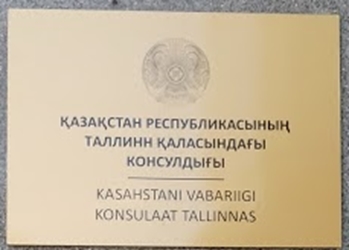 ҚАЗАҚСТАН РЕСПУБЛИКАСЫНЫҢ
ТАЛЛИНН ҚАЛАСЫНДАҒЫ
КОНСУЛДЫҒЫ
KASAHSTANI VABARIIGI
KONSULAAT TALLINNAS